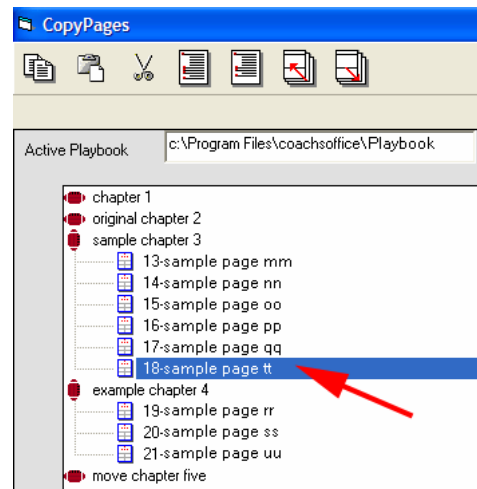 CopyPages
Active Playbook c:\Program Files\coachsoffice\Playbook
chapter 1
original chapter 2
sample chapter 3
13-sample page mm
14-sample page nn
15-sample page oo
16-sample page pp
17-sample page qq
18-sample page tt
example chapter 4
19-sample page rr
20-sample page ss
21-sample page uu
move chapter five